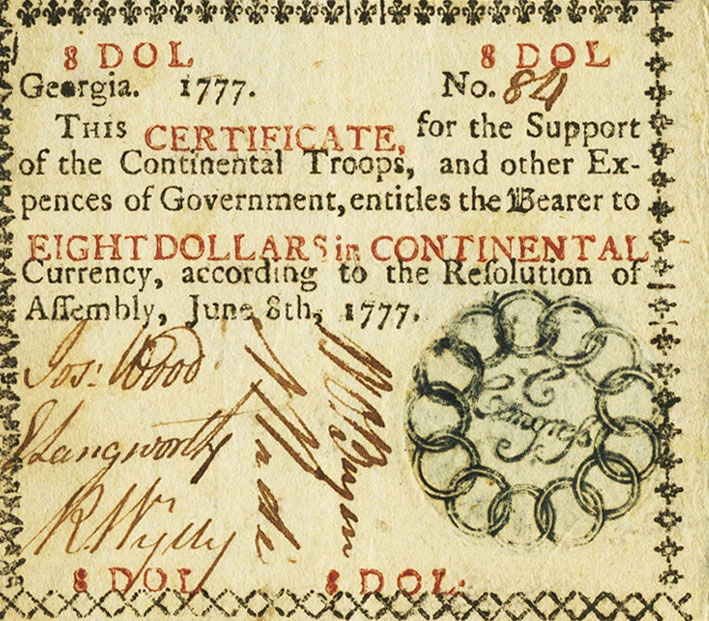 8 DOL 8 DOL
Georgia. 1777. No. 84
THIS CERTIFICATE, for the Support
of the Continental Troops, and other Ex-
pences of Government, entitles the Bearer to
EIGHT DOLLARS in CONTINENTAL
Currency, according to the Reſolution of
Aſſembly, June 8th, 1777.
Jos: Wood
Langworthy
R Wylly
8 DOL 8 DOL.